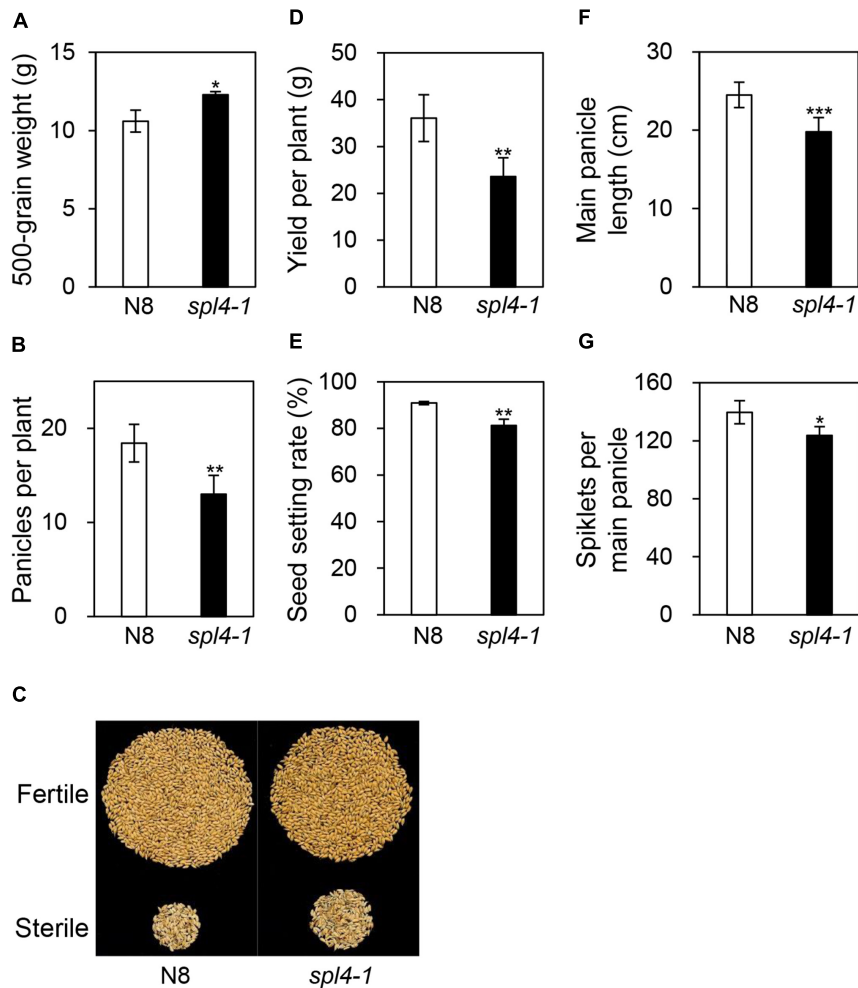 A
500-grain weight (g)
15
10
5
0
*
N8 spl4-1
D
Yield per plant (g)
50
40
30
20
10
0
**
N8 spl4-1
F
Main panicle
length (cm)
30
20
10
0
***
N8 spl4-1
B
Panicles per plant
20
10
0
**
N8 spl4-1
E
Seed setting rate (%)
100
80
60
40
20
0
**
N8 spl4-1
G
Spiklets per
main panicle
160
120
80
40
0
*
N8 spl4-1
C
Fertile
Sterile
N8 spl4-1